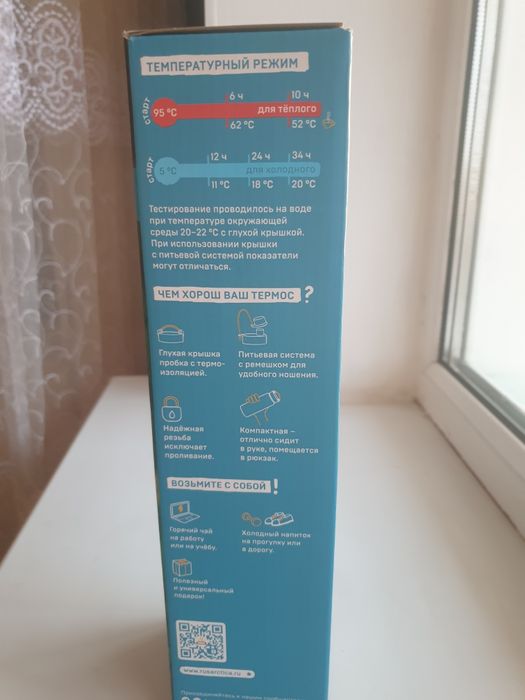 ТЕМПЕРАТУРНЫЙ РЕЖИМ
6 ч 10 ч
старт 95 °C для тёплого
62 °C 52 °C
12 ч 24 ч 34 ч
старт 5 °C для холодного
11 °C 18 °C 20 °C
Тестирование проводилось на воде
при температуре окружающей
среды 20–22 °C с глухой крышкой.
При использовании крышки
с питьевой системой показатели
могут отличаться.
ЧЕМ ХОРОШ ВАШ ТЕРМОС ?
Глухая крышка
пробка с термо-
изоляцией.
Питьевая система
с ремешком для
удобного ношения.
Надёжная
резьба
исключает
проливание.
Компактная –
отлично сидит
в руке, помещается
в рюкзак.
ВОЗЬМИТЕ С СОБОЙ !
Горячий чай
на работу
или на учёбу.
Холодный напиток
на прогулку или
в дорогу.
Полезный
и универсальный
подарок!
www.rusarctica.ru
Присоединяйтесь к нашим